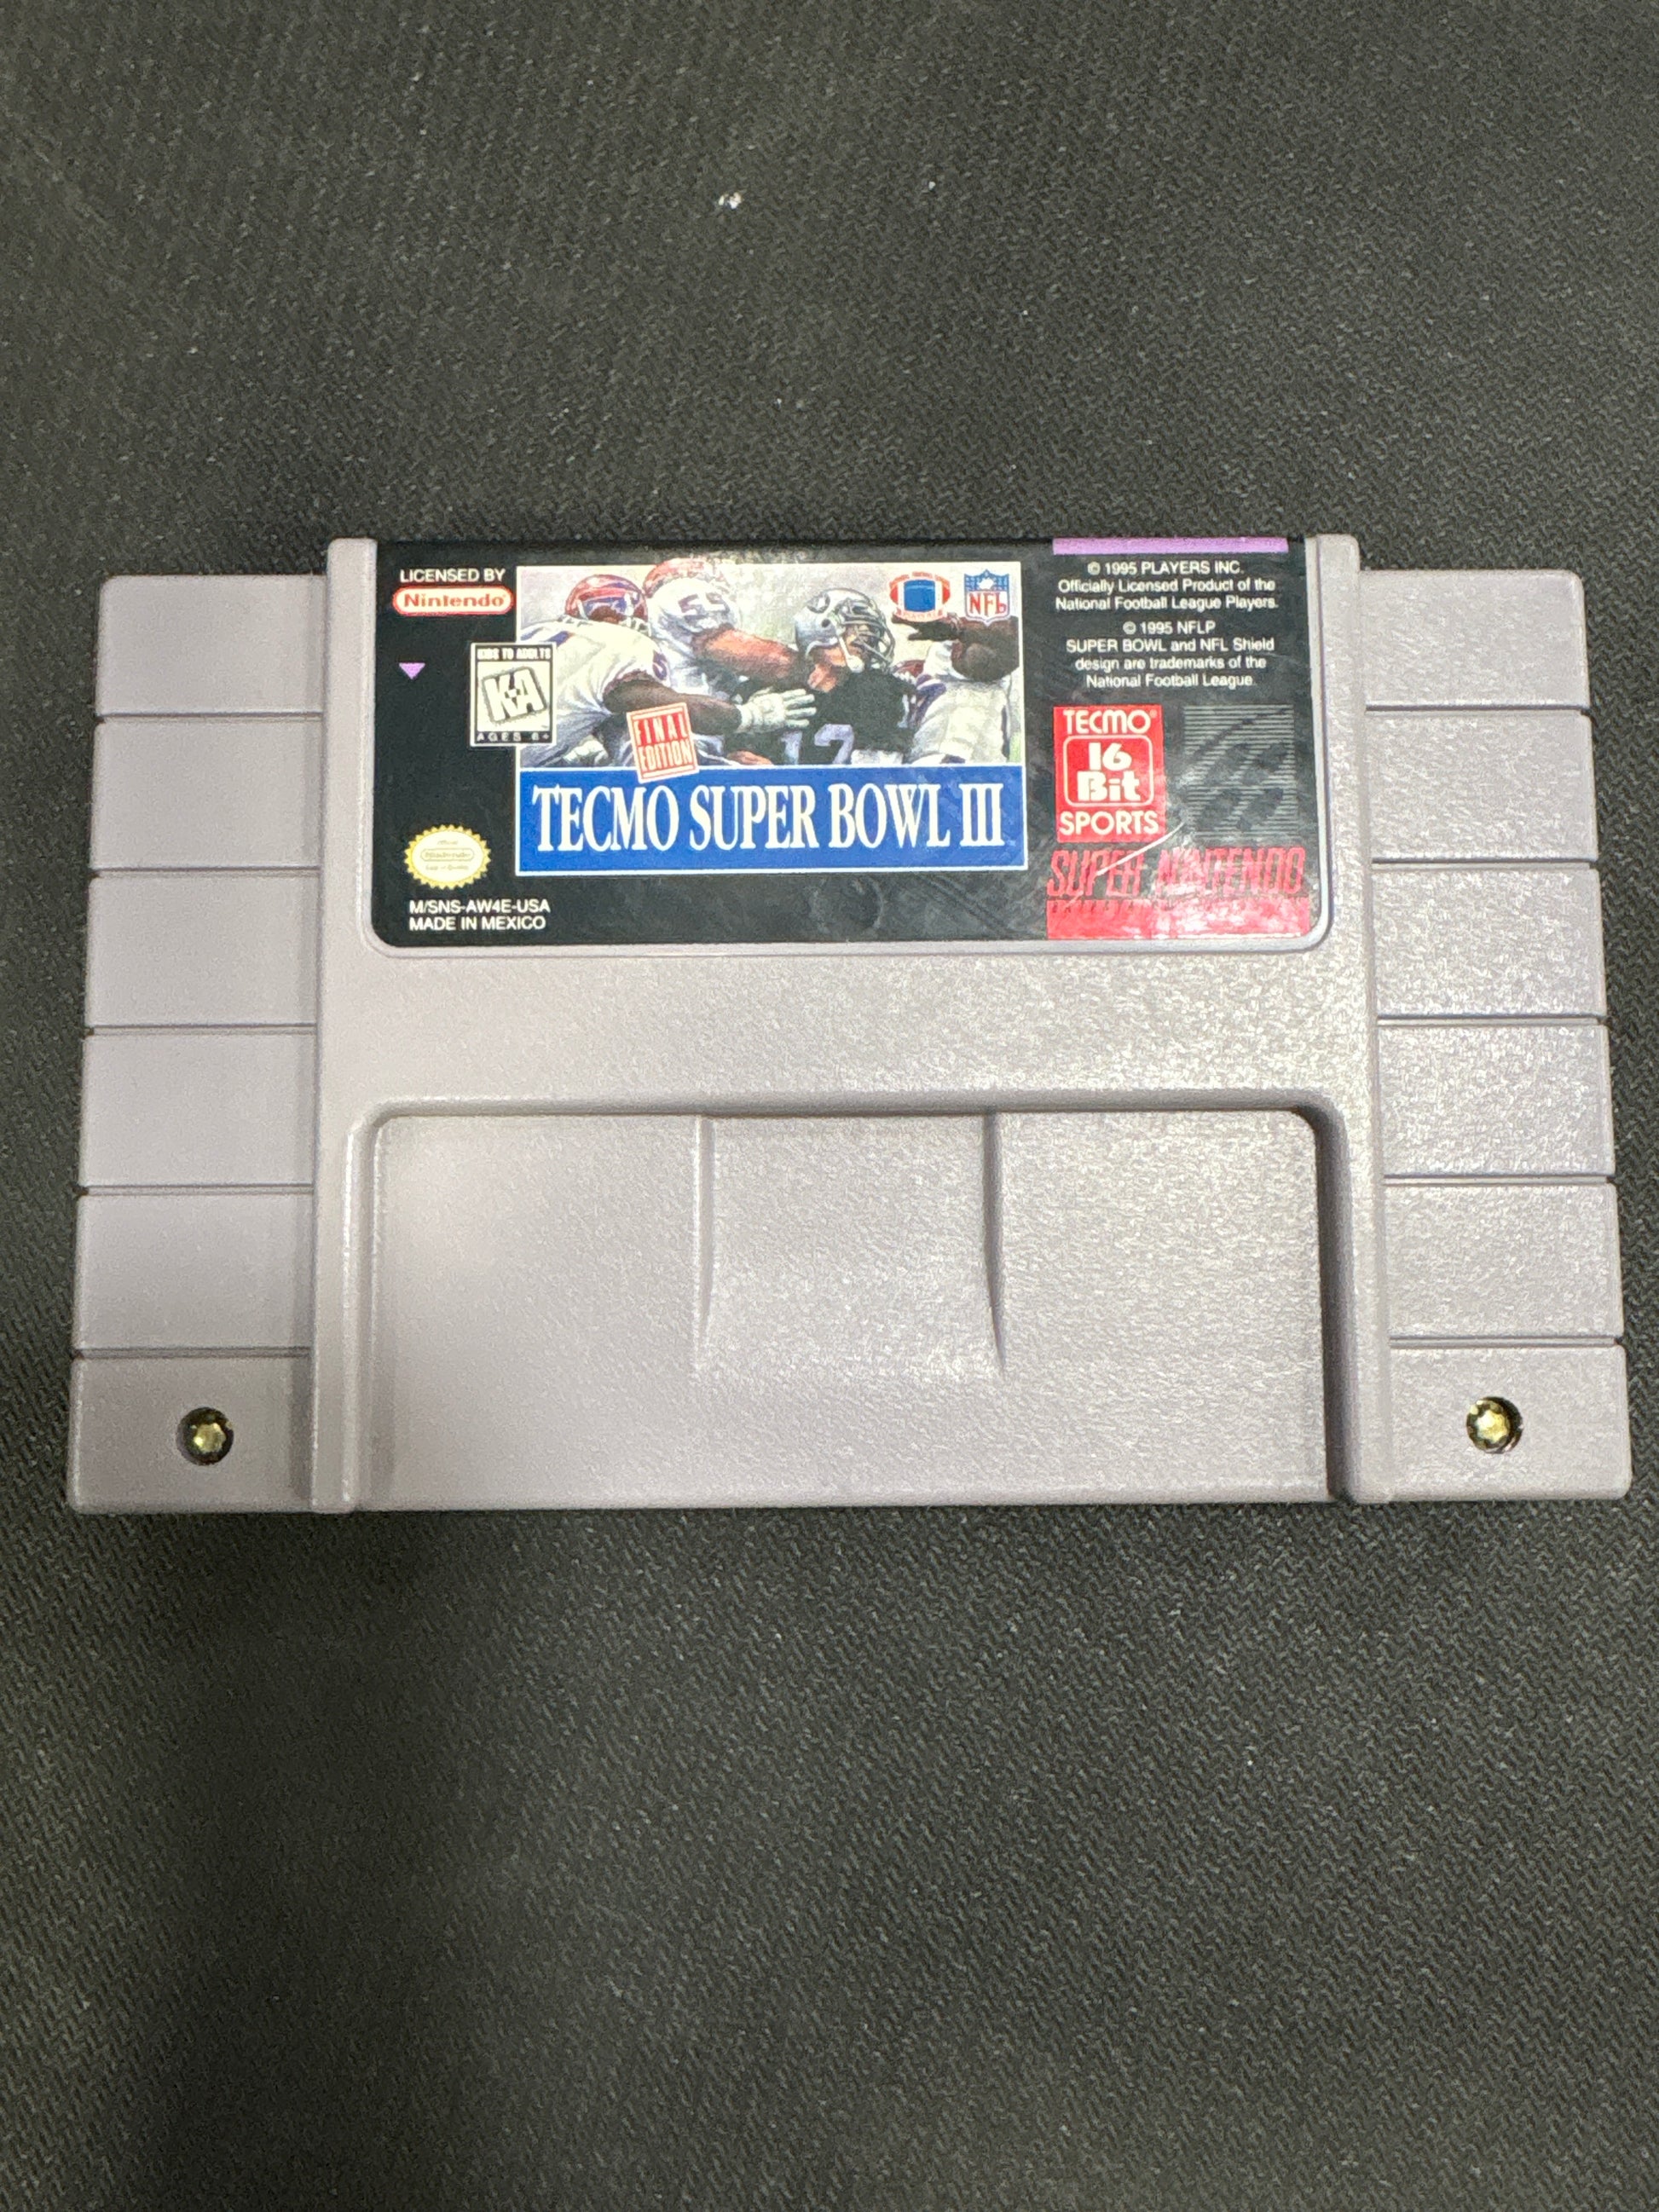 LICENSED BY
Nintendo
KIDS TO ADULTS
K-A
AGES 6+
55
12
NFL
FINAL
EDITION
TECMO SUPER BOWL III
M/SNS-AW4E-USA
MADE IN MEXICO
© 1995 PLAYERS INC.
Officially Licensed Product of the
National Football League Players.
© 1995 NFLP
SUPER BOWL and NFL Shield
design are trademarks of the
National Football League.
TECMO®
16
Bit
SPORTS
SUPER NINTENDO